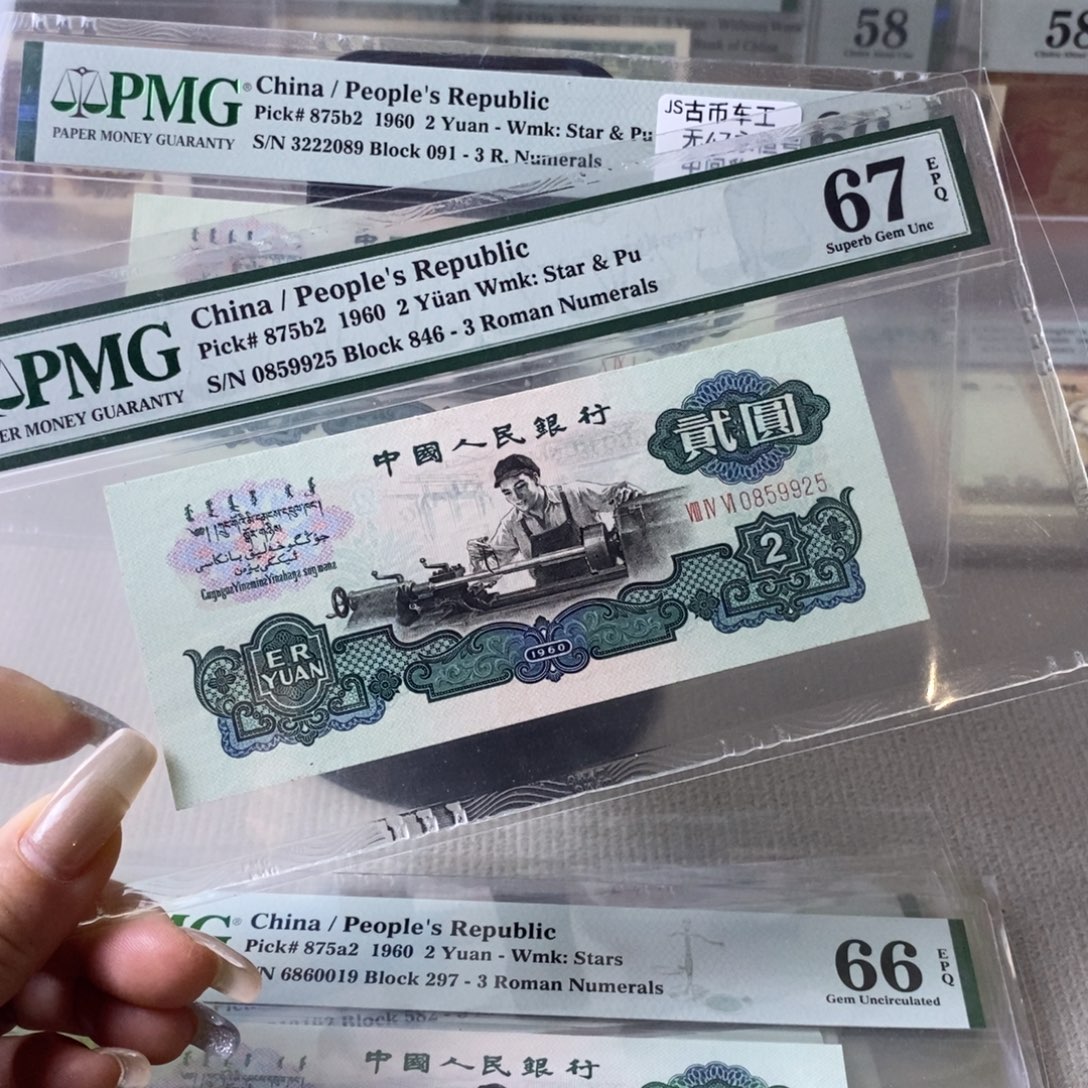 58
58
PMG
PAPER MONEY GUARANTY
China / People's Republic
Pick# 875b2 1960 2 Yuan - Wmk: Star & Pu
S/N 3222089 Block 091 - 3 R. Numerals
JS古币车工
PMG
ER MONEY GUARANTY
China / People's Republic
Pick# 875b2 1960 2 Yüan Wmk: Star & Pu
S/N 0859925 Block 846 - 3 Roman Numerals
67
EPQ
Superb Gem Unc
中國人民銀行
貳圓
VIII IV VI 0859925
2
ER
YUAN
1960
China / People's Republic
Pick# 875a2 1960 2 Yuan - Wmk: Stars
/N 6860019 Block 297 - 3 Roman Numerals
66
EPQ
Gem Uncirculated
Block 582
中國人民銀行